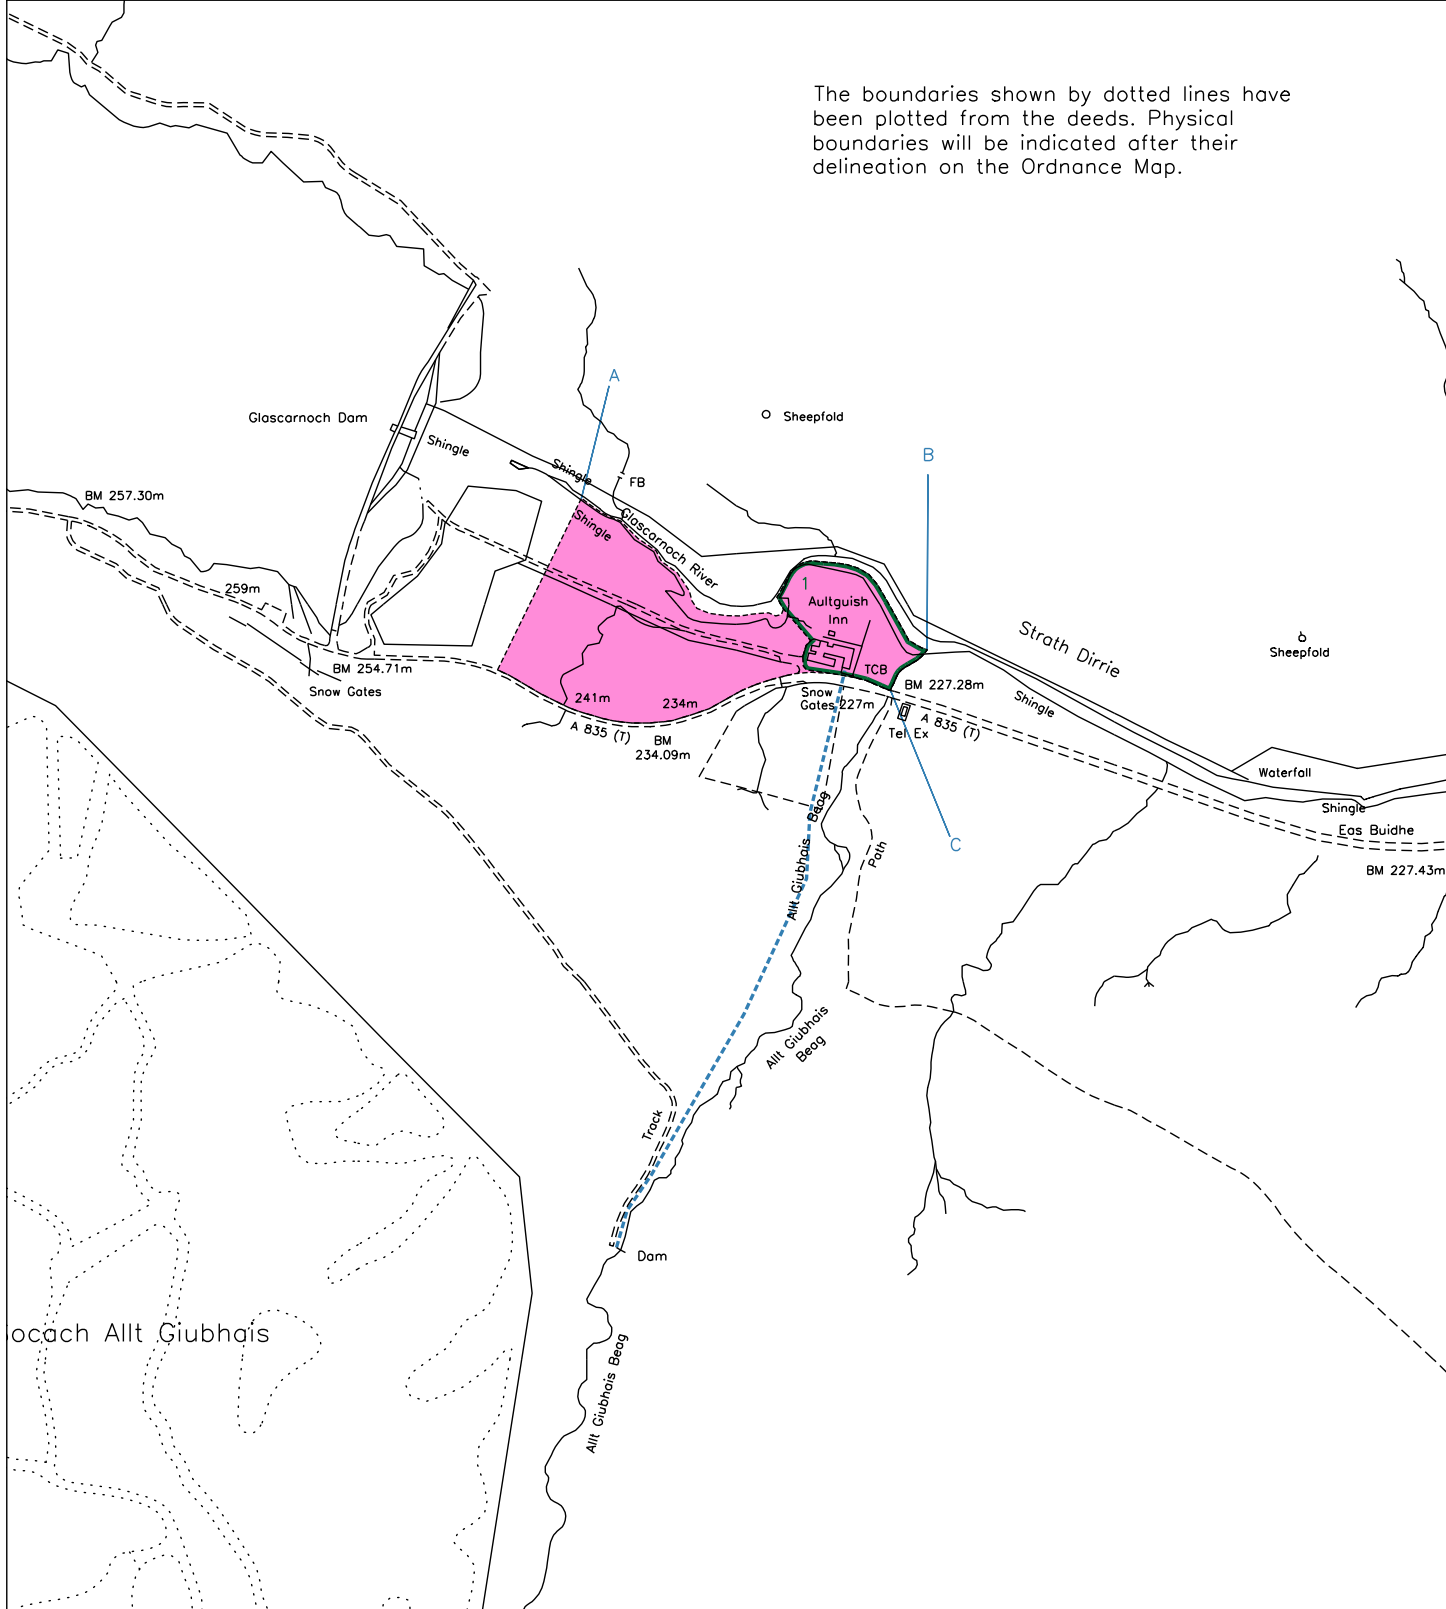 The boundaries shown by dotted lines have
been plotted from the deeds. Physical
boundaries will be indicated after their
delineation on the Ordnance Map.
A
Glascarnoch Dam
Sheepfold
Shingle
B
Shingle
FB
BM 257.30m
Shingle
Glascarnoch River
1
259m
Aultguish
Inn
Strath Dirrie
Sheepfold
BM 254.71m
TCB
BM 227.28m
Snow Gates
241m
234m
Snow
Gates
227m
Shingle
A 835 (T)
Tel Ex
A 835 (T)
BM
234.09m
Waterfall
Shingle
Eas Buidhe
Allt Giubhais Beag
Path
C
BM 227.43m
Allt Giubhais
Beag
Track
Dam
ocach Allt Giubhais
Allt Giubhais Beag